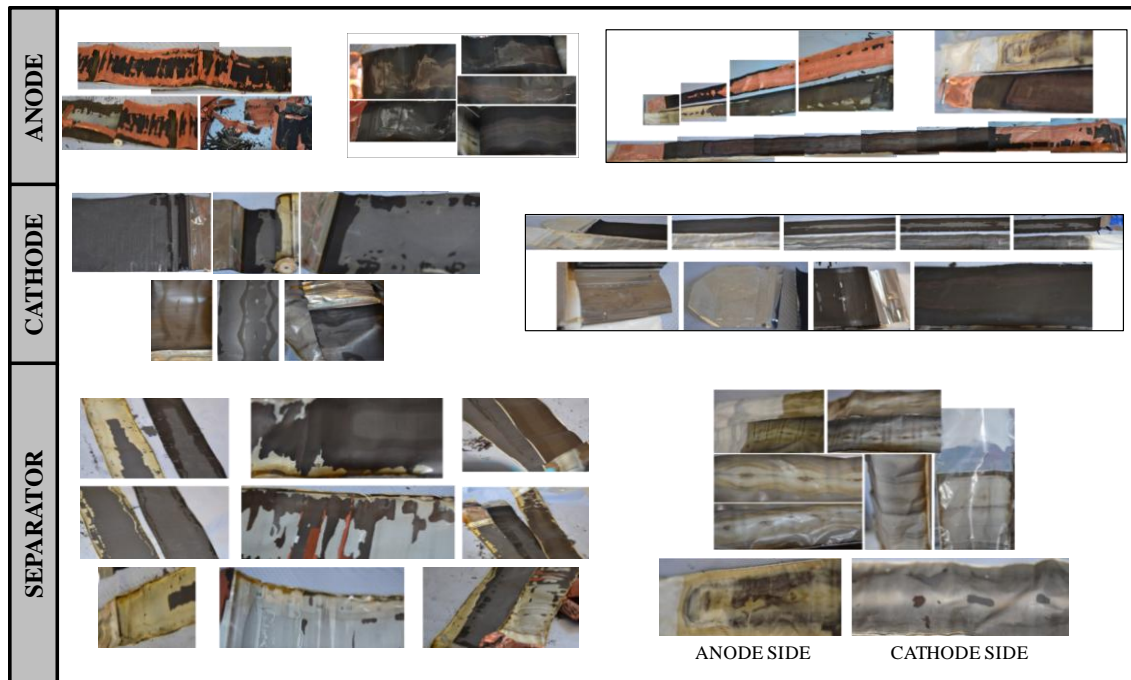 ANODE
CATHODE
SEPARATOR
ANODE SIDE
CATHODE SIDE